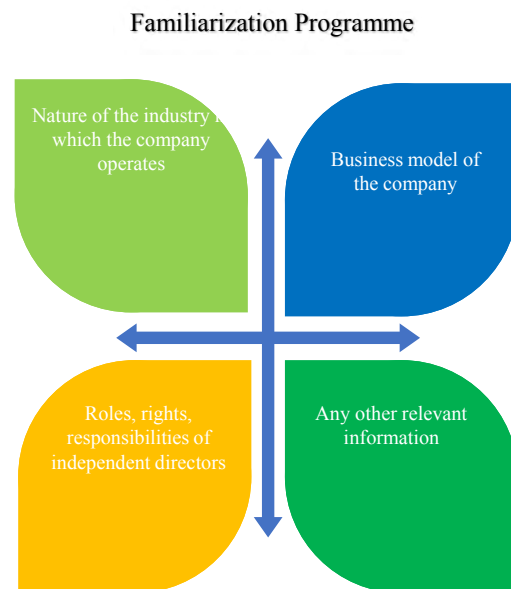 Familiarization Programme
Nature of the industry
which the company
operates
Business model of
the company
Roles, rights,
responsibilities of
independent directors
Any other relevant
information